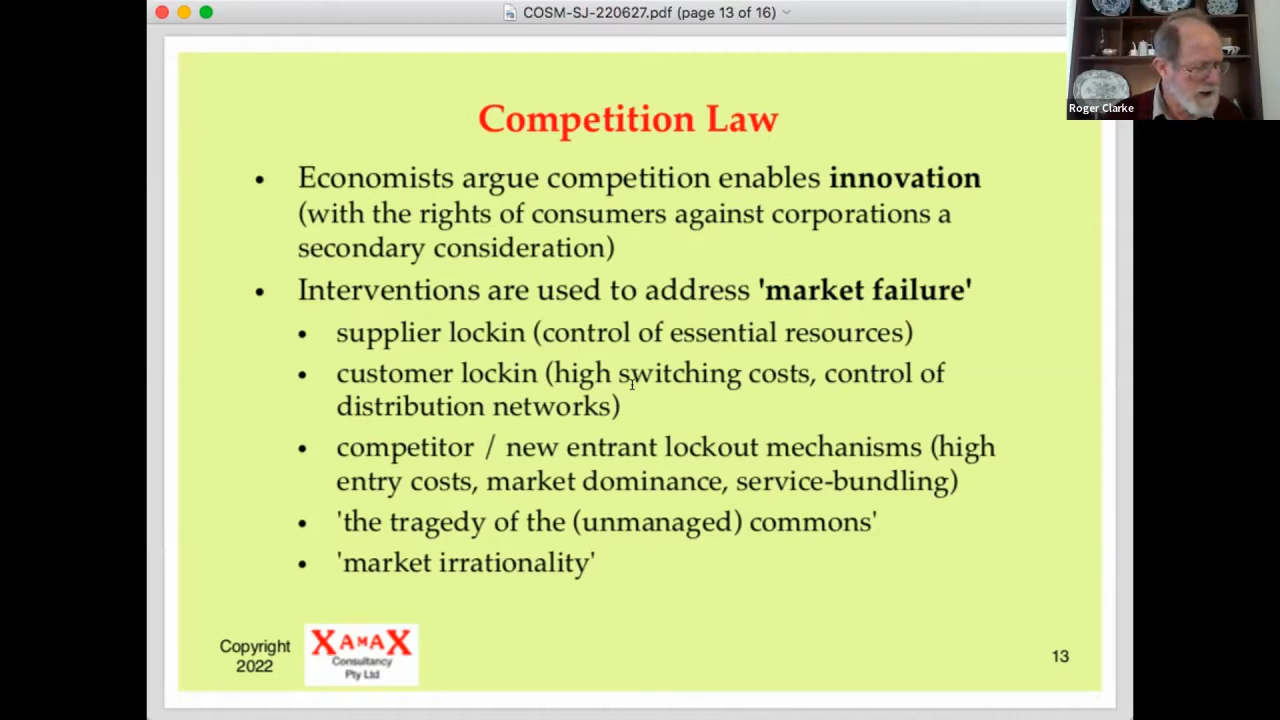 COSM-SJ-220627.pdf (page 13 of 16)
Roger Clarke
Competition Law
• Economists argue competition enables innovation
(with the rights of consumers against corporations a
secondary consideration)
• Interventions are used to address 'market failure'
• supplier lockin (control of essential resources)
• customer lockin (high switching costs, control of
distribution networks)
• competitor / new entrant lockout mechanisms (high
entry costs, market dominance, service-bundling)
• 'the tragedy of the (unmanaged) commons'
• 'market irrationality'
Copyright
2022
XAMAX
Consultancy
Pty Ltd
13